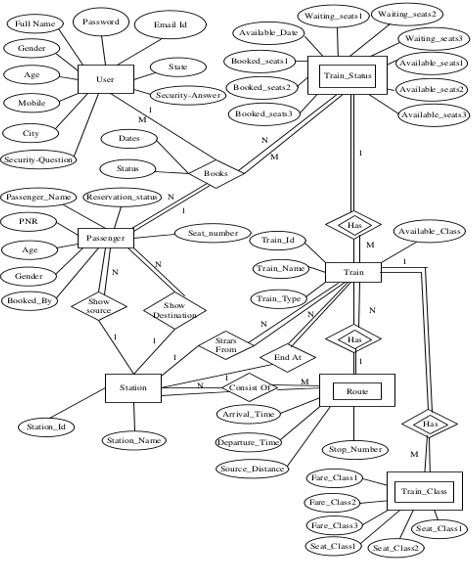 Full Name
Password
Email Id
Waiting_seats1
Waiting_seats2
Gender
Available_Date
Waiting_seats3
Age
User
State
Booked_seats1
Train_Status
Available_seats1
Mobile
Security-Answer
Booked_seats2
Available_seats2
City
1
M
Booked_seats3
Available_seats3
Dates
N
M
Security-Question
Status
Books
1
Passenger_Name
Reservation_status
N
1
PNR
Passenger
Seat_number
Has
Available_Class
Age
Train_Id
M
Gender
N
N
Train_Name
Train
Booked_By
Show
source
Show
Destination
Train_Type
N
N
N
1
1
Strars
From
Has
1
End At
1
1
Station
N
Consist Of
M
Route
Station_Id
Arrival_Time
Has
Station_Name
Departure_Time
Stop_Number
M
Source_Distance
Fare_Class1
Train_Class
Fare_Class2
Fare_Class3
Seat_Class1
Seat_Class1
Seat_Class2